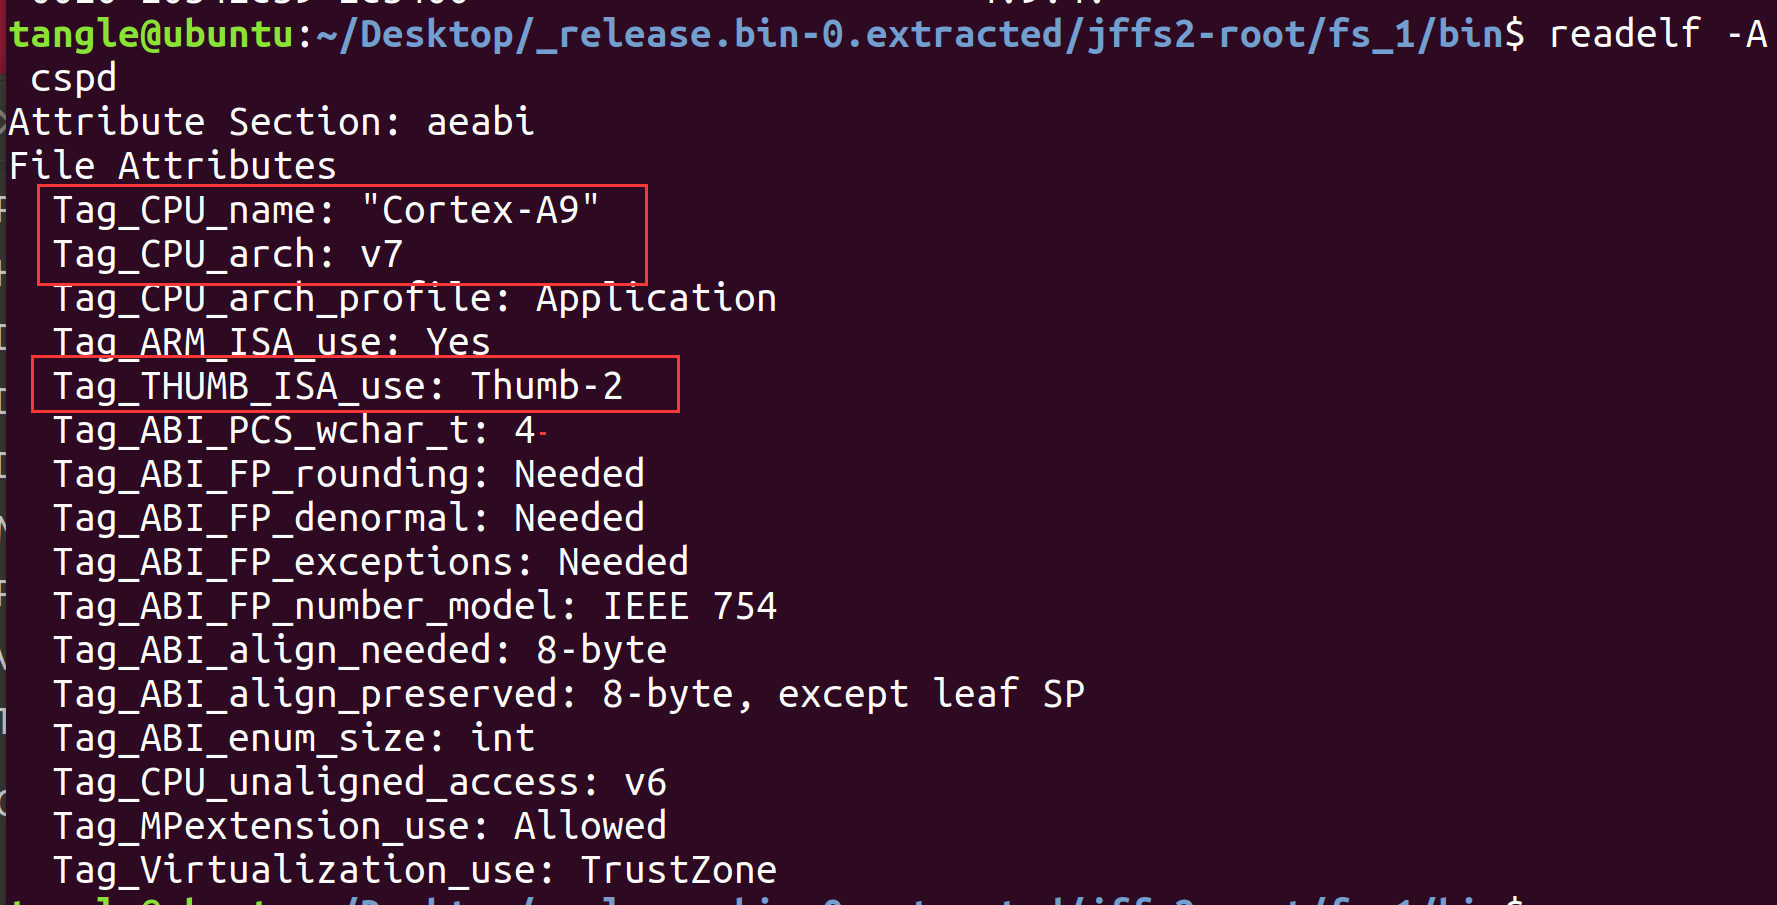 tangle@ubuntu:~/Desktop/_release.bin-0.extracted/jffs2-root/fs_1/bin$ readelf -A
cspd
Attribute Section: aeabi
File Attributes
Tag_CPU_name: "Cortex-A9"
Tag_CPU_arch: v7
Tag_CPU_arch_profile: Application
Tag_ARM_ISA_use: Yes
Tag_THUMB_ISA_use: Thumb-2
Tag_ABI_PCS_wchar_t: 4
Tag_ABI_FP_rounding: Needed
Tag_ABI_FP_denormal: Needed
Tag_ABI_FP_exceptions: Needed
Tag_ABI_FP_number_model: IEEE 754
Tag_ABI_align_needed: 8-byte
Tag_ABI_align_preserved: 8-byte, except leaf SP
Tag_ABI_enum_size: int
Tag_CPU_unaligned_access: v6
Tag_MPextension_use: Allowed
Tag_Virtualization_use: TrustZone